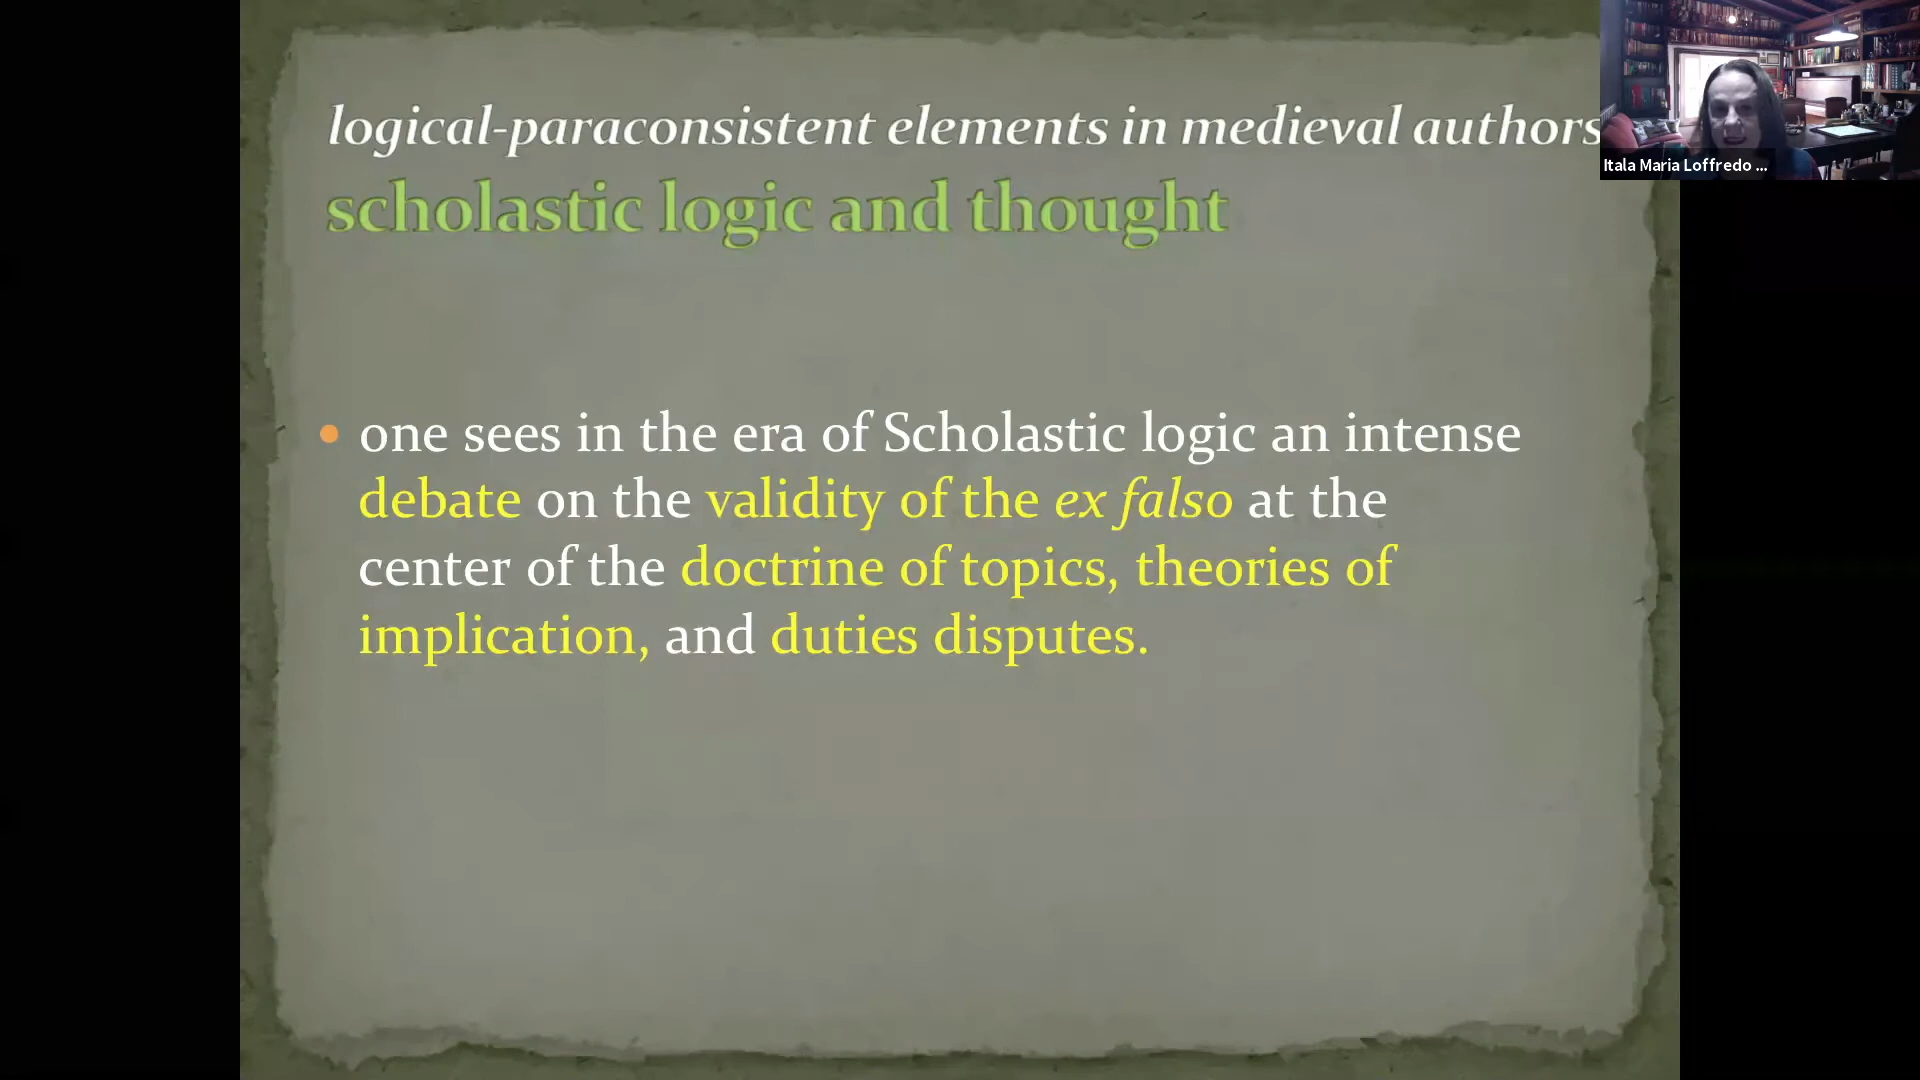 logical-paraconsistent elements in medieval authors
scholastic logic and thought
Itala Maria Loffredo ...
• one sees in the era of Scholastic logic an intense
debate on the validity of the ex falso at the
center of the doctrine of topics, theories of
implication, and duties disputes.